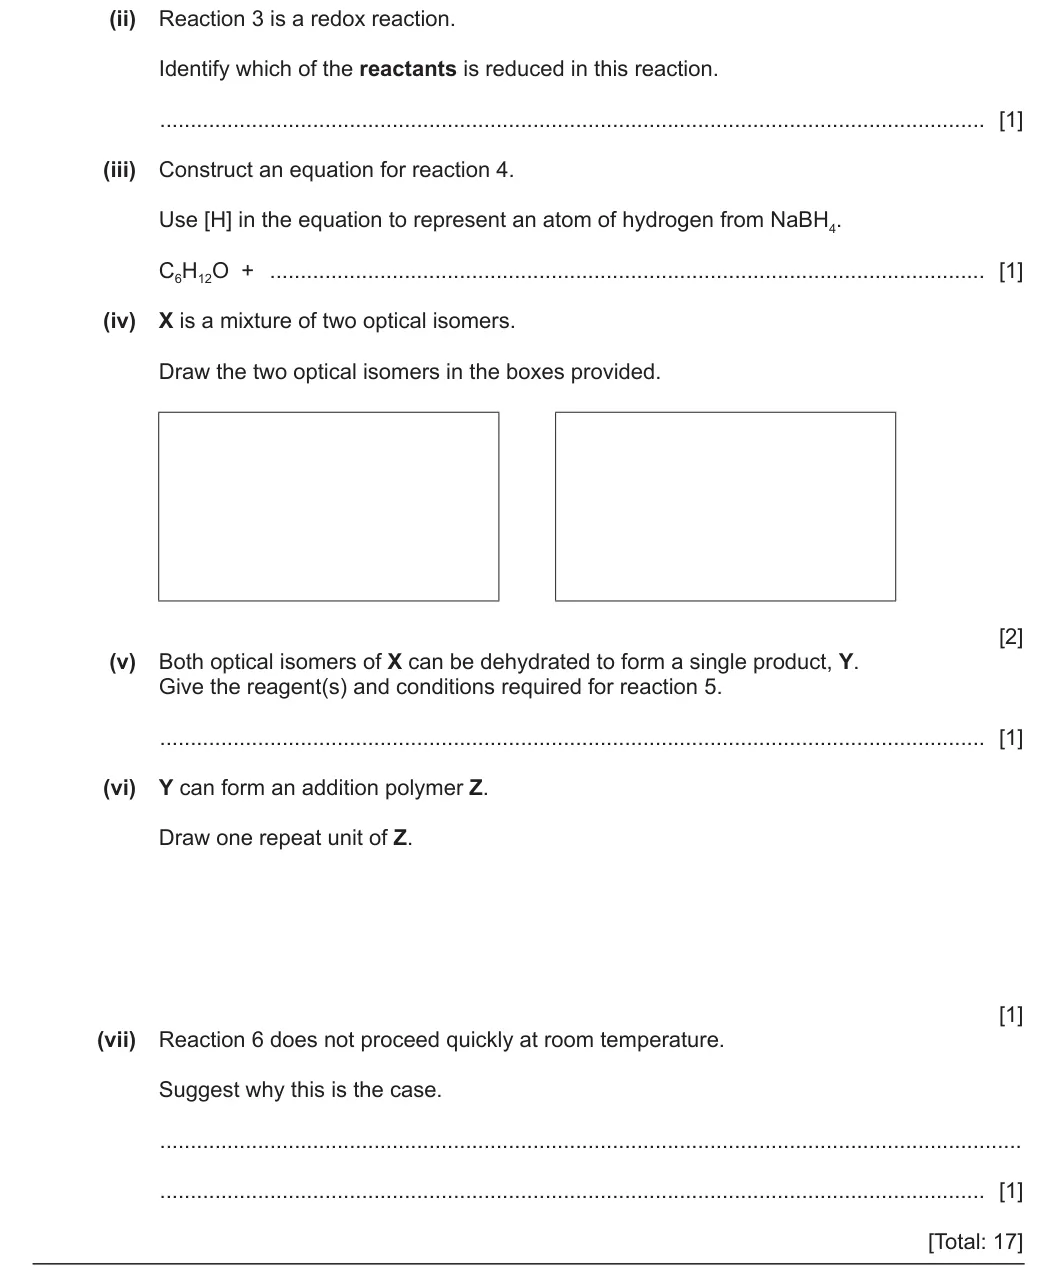 (ii) Reaction 3 is a redox reaction.
Identify which of the reactants is reduced in this reaction.
....................................................................................................................................... [1]
(iii) Construct an equation for reaction 4.
Use [H] in the equation to represent an atom of hydrogen from NaBH₄.
C₆H₁₂O + ..................................................................................................................... [1]
(iv) X is a mixture of two optical isomers.
Draw the two optical isomers in the boxes provided.
[2]
(v) Both optical isomers of X can be dehydrated to form a single product, Y.
Give the reagent(s) and conditions required for reaction 5.
....................................................................................................................................... [1]
(vi) Y can form an addition polymer Z.
Draw one repeat unit of Z.
[1]
(vii) Reaction 6 does not proceed quickly at room temperature.
Suggest why this is the case.
.............................................................................................................................................
....................................................................................................................................... [1]
[Total: 17]